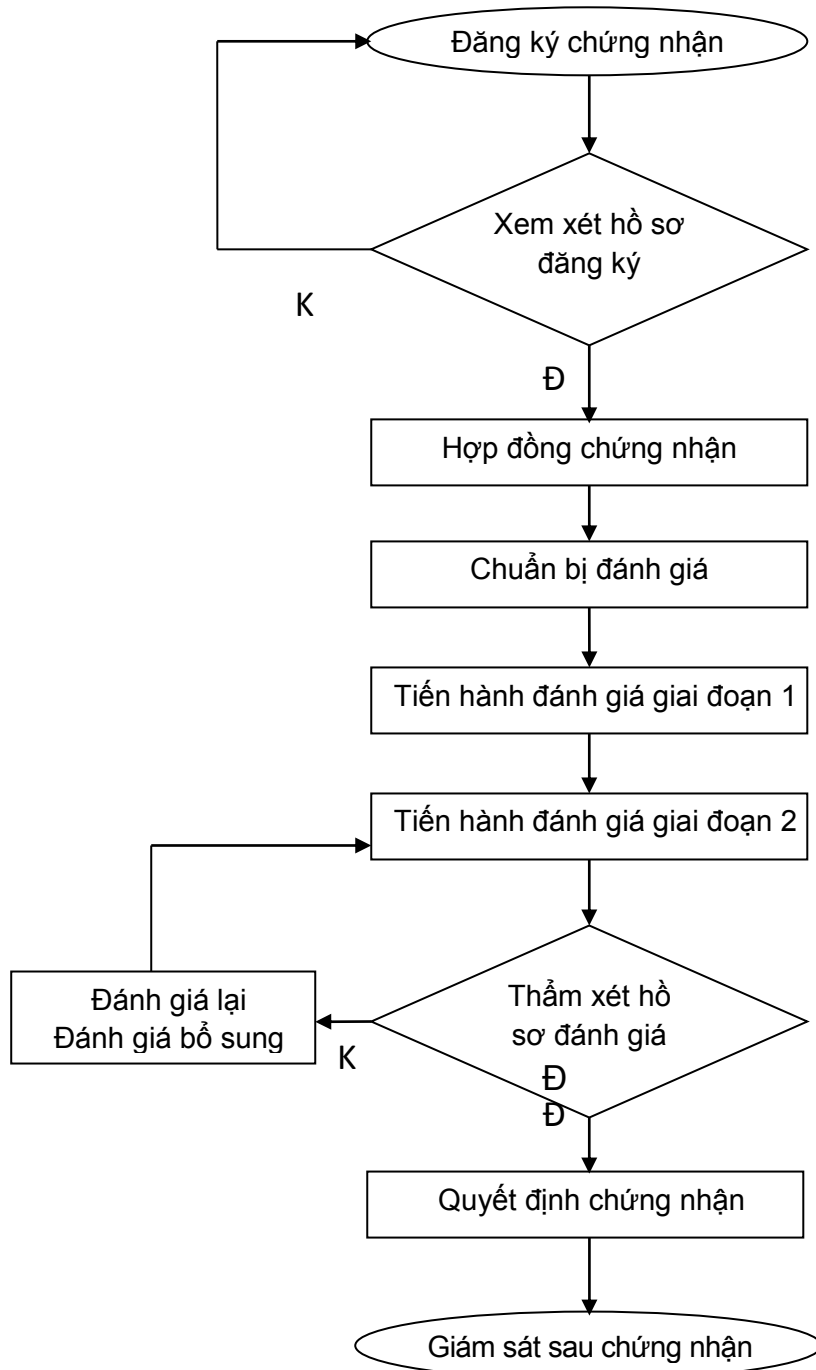 Đăng ký chứng nhận
Xem xét hồ sơ
đăng ký
K
Đ
Hợp đồng chứng nhận
Chuẩn bị đánh giá
Tiến hành đánh giá giai đoạn 1
Tiến hành đánh giá giai đoạn 2
Đánh giá lại
Đánh giá bổ sung
Thẩm xét hồ
sơ đánh giá
K
Đ
Đ
Quyết định chứng nhận
Giám sát sau chứng nhận